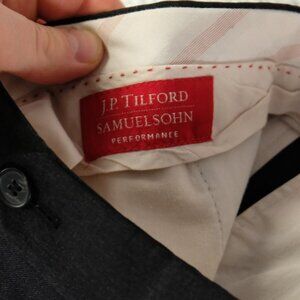 J.P. TILFORD
SAMUELSOHN
PERFORMANCE